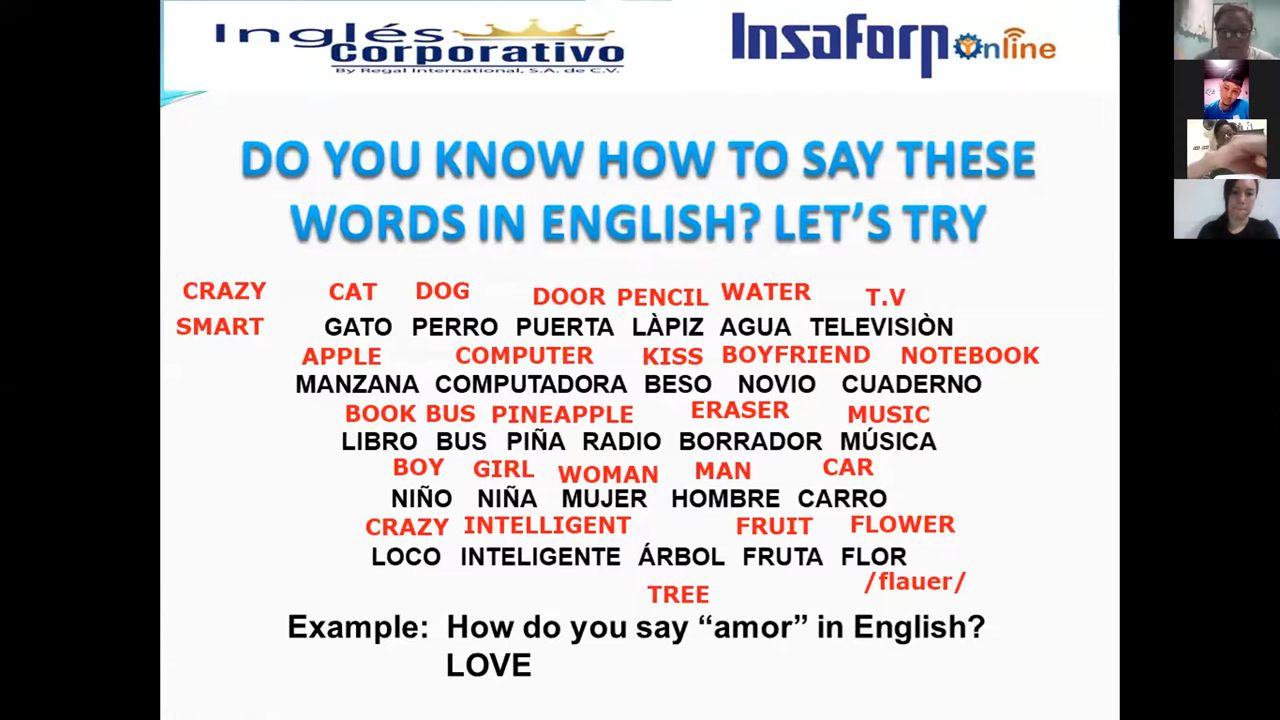 Inglés
Corporativo
By Regal International, S.A. de C.V.
Insaforp Online
DO YOU KNOW HOW TO SAY THESE
WORDS IN ENGLISH? LET'S TRY
CRAZY CAT DOG DOOR PENCIL WATER T.V
SMART GATO PERRO PUERTA LÀPIZ AGUA TELEVISIÒN
APPLE COMPUTER KISS BOYFRIEND NOTEBOOK
MANZANA COMPUTADORA BESO NOVIO CUADERNO
BOOK BUS PINEAPPLE ERASER MUSIC
LIBRO BUS PIÑA RADIO BORRADOR MÚSICA
BOY GIRL WOMAN MAN CAR
NIÑO NIÑA MUJER HOMBRE CARRO
CRAZY INTELLIGENT FRUIT FLOWER
LOCO INTELIGENTE ÁRBOL FRUTA FLOR
TREE /flauer/
Example: How do you say “amor” in English?
LOVE